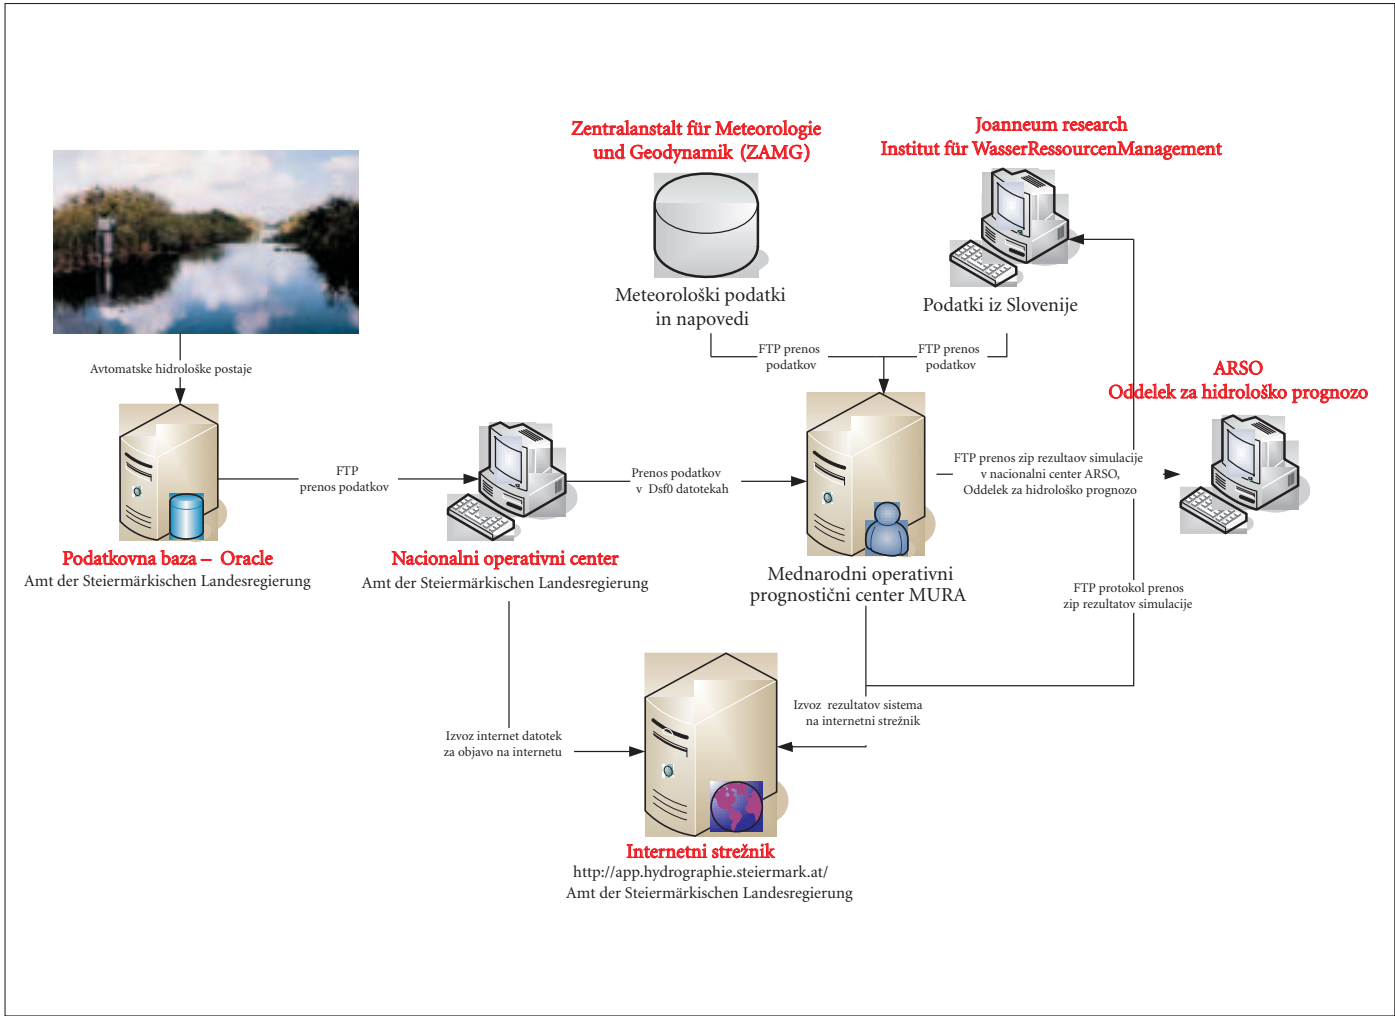 Zentralanstalt für Meteorologie
und Geodynamik (ZAMG)
Joanneum research
Institut für WasserRessourcenManagement
Meteorološki podatki
in napovedi
Podatki iz Slovenije
FTP prenos
podatkov
FTP prenos
podatkov
Avtomatske hidrološke postaje
ARSO
Oddelek za hidrološko prognozo
FTP
prenos podatkov
Prenos podatkov
v Dsf0 datotekah
FTP prenos zip rezultaov simulacije
v nacionalni center ARSO,
Oddelek za hidrološko prognozo
Podatkovna baza – Oracle
Amt der Steiermärkischen Landesregierung
Nacionalni operativni center
Amt der Steiermärkischen Landesregierung
Mednarodni operativni
prognostični center MURA
FTP protokol prenos
zip rezultatov simulacije
Izvoz internet datotek
za objavo na internetu
Izvoz rezultatov sistema
na internetni strežnik
Internetni strežnik
http://app.hydrographie.steiermark.at/
Amt der Steiermärkischen Landesregierung